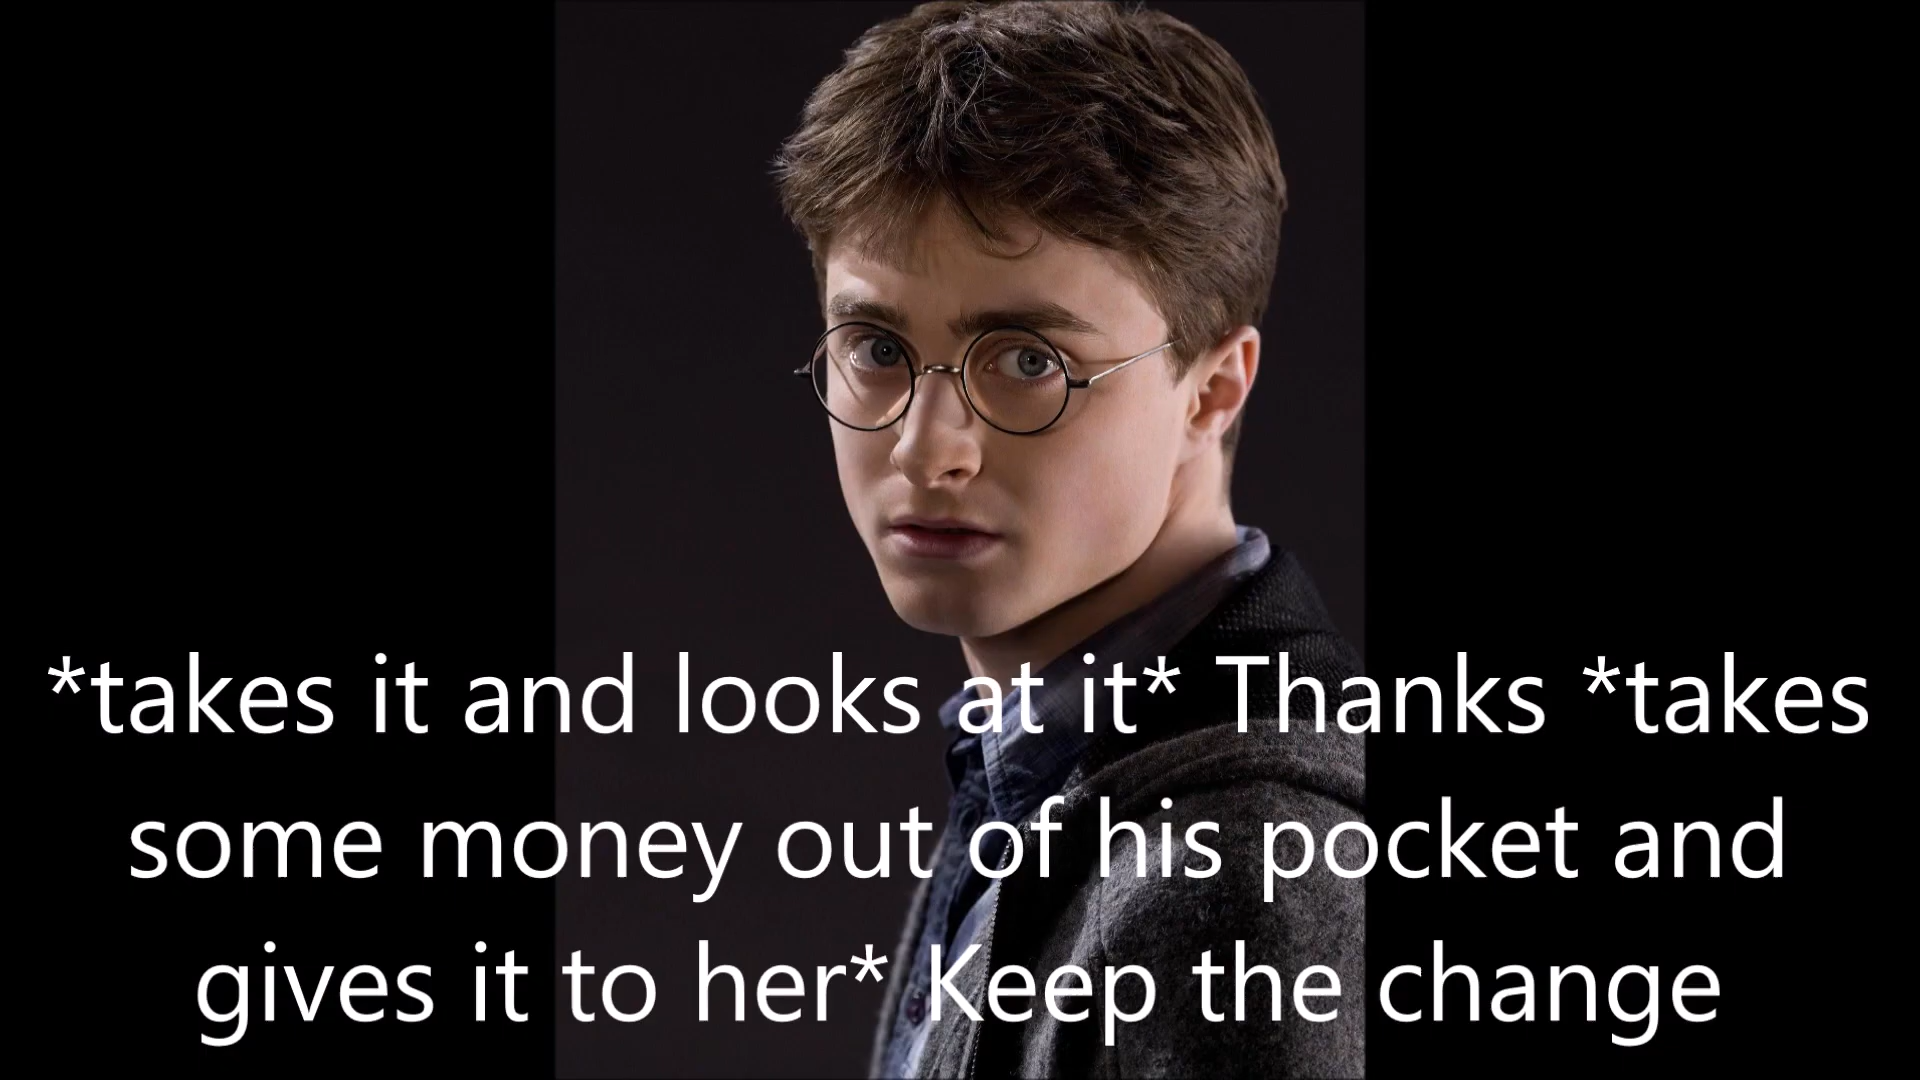 *takes it and looks at it* Thanks *takes
some money out of his pocket and
gives it to her* Keep the change